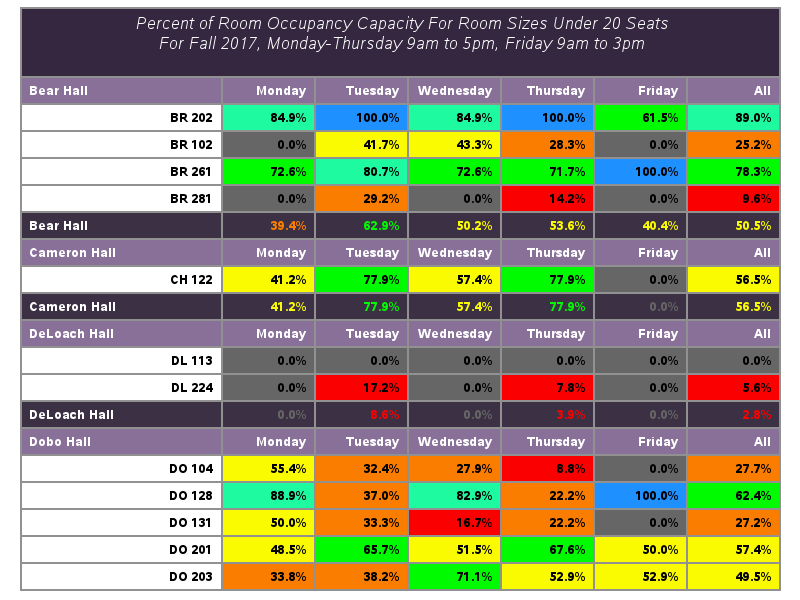 Percent of Room Occupancy Capacity For Room Sizes Under 20 Seats
For Fall 2017, Monday-Thursday 9am to 5pm, Friday 9am to 3pm
Bear Hall Monday Tuesday Wednesday Thursday Friday All
BR 202 84.9% 100.0% 84.9% 100.0% 61.5% 89.0%
BR 102 0.0% 41.7% 43.3% 28.3% 0.0% 25.2%
BR 261 72.6% 80.7% 72.6% 71.7% 100.0% 78.3%
BR 281 0.0% 29.2% 0.0% 14.2% 0.0% 9.6%
Bear Hall 39.4% 62.9% 50.2% 53.6% 40.4% 50.5%
Cameron Hall Monday Tuesday Wednesday Thursday Friday All
CH 122 41.2% 77.9% 57.4% 77.9% 0.0% 56.5%
Cameron Hall 41.2% 77.9% 57.4% 77.9% 0.0% 56.5%
DeLoach Hall Monday Tuesday Wednesday Thursday Friday All
DL 113 0.0% 0.0% 0.0% 0.0% 0.0% 0.0%
DL 224 0.0% 17.2% 0.0% 7.8% 0.0% 5.6%
DeLoach Hall 0.0% 8.6% 0.0% 3.9% 0.0% 2.8%
Dobo Hall Monday Tuesday Wednesday Thursday Friday All
DO 104 55.4% 32.4% 27.9% 8.8% 0.0% 27.7%
DO 128 88.9% 37.0% 82.9% 22.2% 100.0% 62.4%
DO 131 50.0% 33.3% 16.7% 22.2% 0.0% 27.2%
DO 201 48.5% 65.7% 51.5% 67.6% 50.0% 57.4%
DO 203 33.8% 38.2% 71.1% 52.9% 52.9% 49.5%